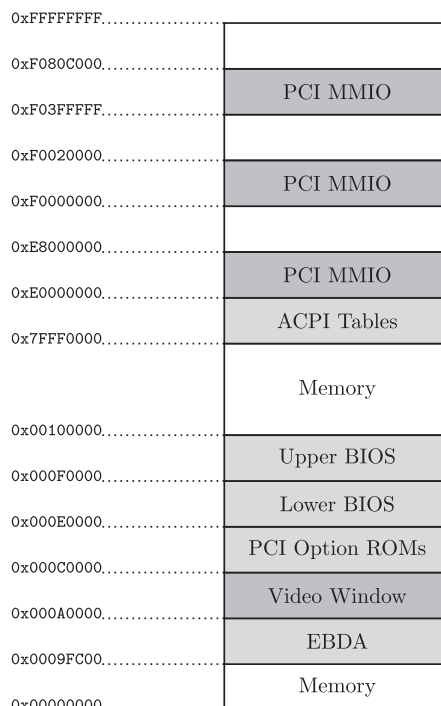 0xFFFFFFFF
0xF080C000
PCI MMIO
0xF03FFFFF
0xF0020000
PCI MMIO
0xF0000000
0xE8000000
PCI MMIO
0xE0000000
ACPI Tables
0x7FFF0000
Memory
0x00100000
Upper BIOS
0x000F0000
Lower BIOS
0x000E0000
PCI Option ROMs
0x000C0000
Video Window
0x000A0000
EBDA
0x0009FC00
Memory
0x00000000